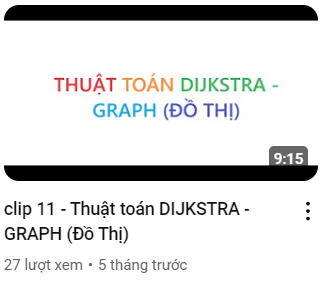 THUẬT TOÁN DIJKSTRA -
GRAPH (ĐỒ THỊ)
9:15
clip 11 - Thuật toán DIJKSTRA -
GRAPH (Đồ Thị)
27 lượt xem • 5 tháng trước